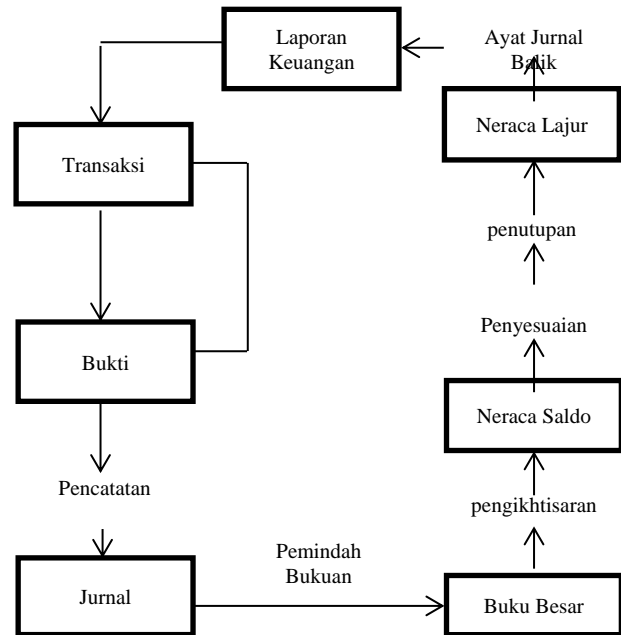 Laporan
Keuangan
Ayat Jurnal
Balik
Neraca Lajur
Transaksi
penutupan
Penyesuaian
Bukti
Neraca Saldo
Pencatatan
pengikhtisaran
Pemindah
Bukuan
Jurnal
Buku Besar